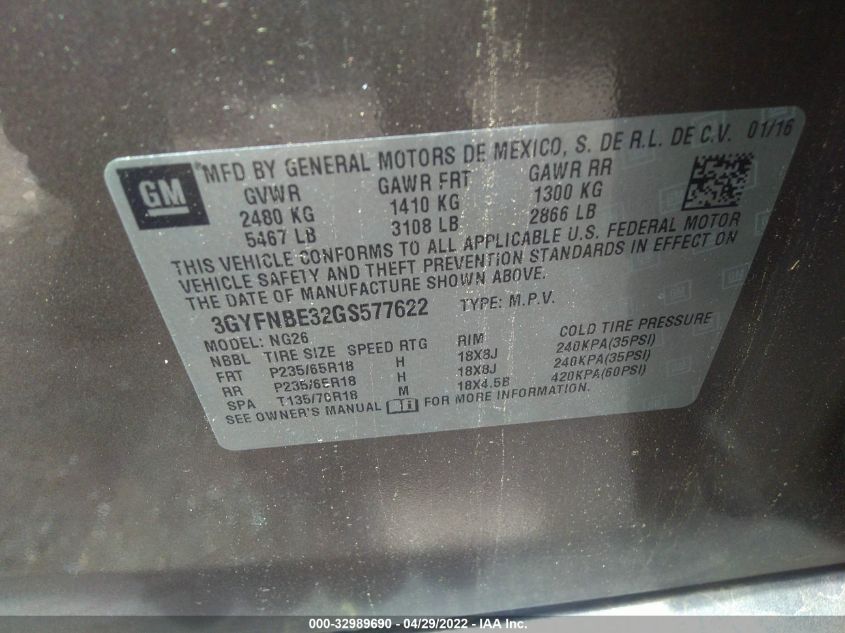 GM
MFD BY GENERAL MOTORS DE MEXICO, S. DE R.L. DE C.V. 01/16
GVWR GAWR FRT GAWR RR
2480 KG 1410 KG 1300 KG
5467 LB 3108 LB 2866 LB
THIS VEHICLE CONFORMS TO ALL APPLICABLE U.S. FEDERAL MOTOR
VEHICLE SAFETY AND THEFT PREVENTION STANDARDS IN EFFECT ON
THE DATE OF MANUFACTURE SHOWN ABOVE.
3GYFNBE32GS577622 TYPE: M.P.V.
MODEL: NG26
NBBL TIRE SIZE SPEED RTG RIM COLD TIRE PRESSURE
FRT P235/65R18 H 18X8J 240KPA(35PSI)
RR P235/65R18 H 18X8J 240KPA(35PSI)
SPA T135/70R18 M 18X4.5B 420KPA(60PSI)
SEE OWNER'S MANUAL FOR MORE INFORMATION.
000-32989690 - 04/29/2022 - IAA Inc.